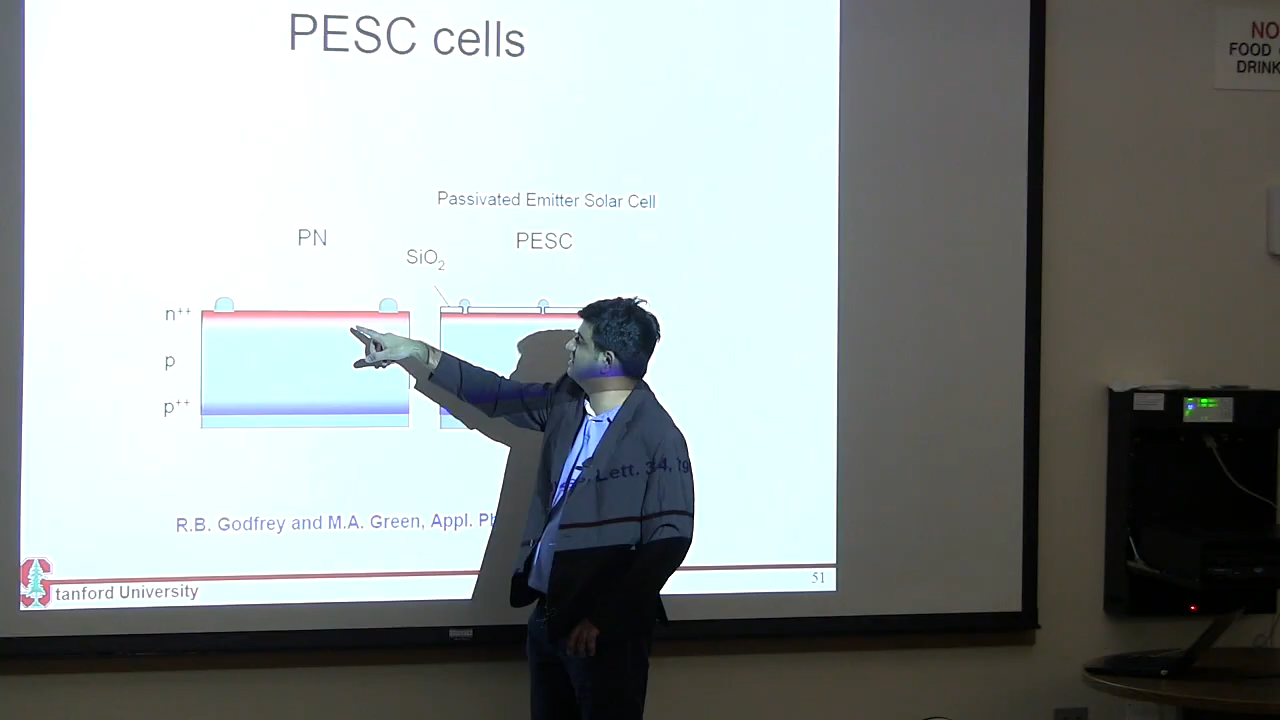 PESC cells
NO
FOOD
DRINK
Passivated Emitter Solar Cell
PN
PESC
SiO2
n++
p
p++
R.B. Godfrey and M.A. Green, Appl. Ph
Lett. 34, 19
tanford University
51